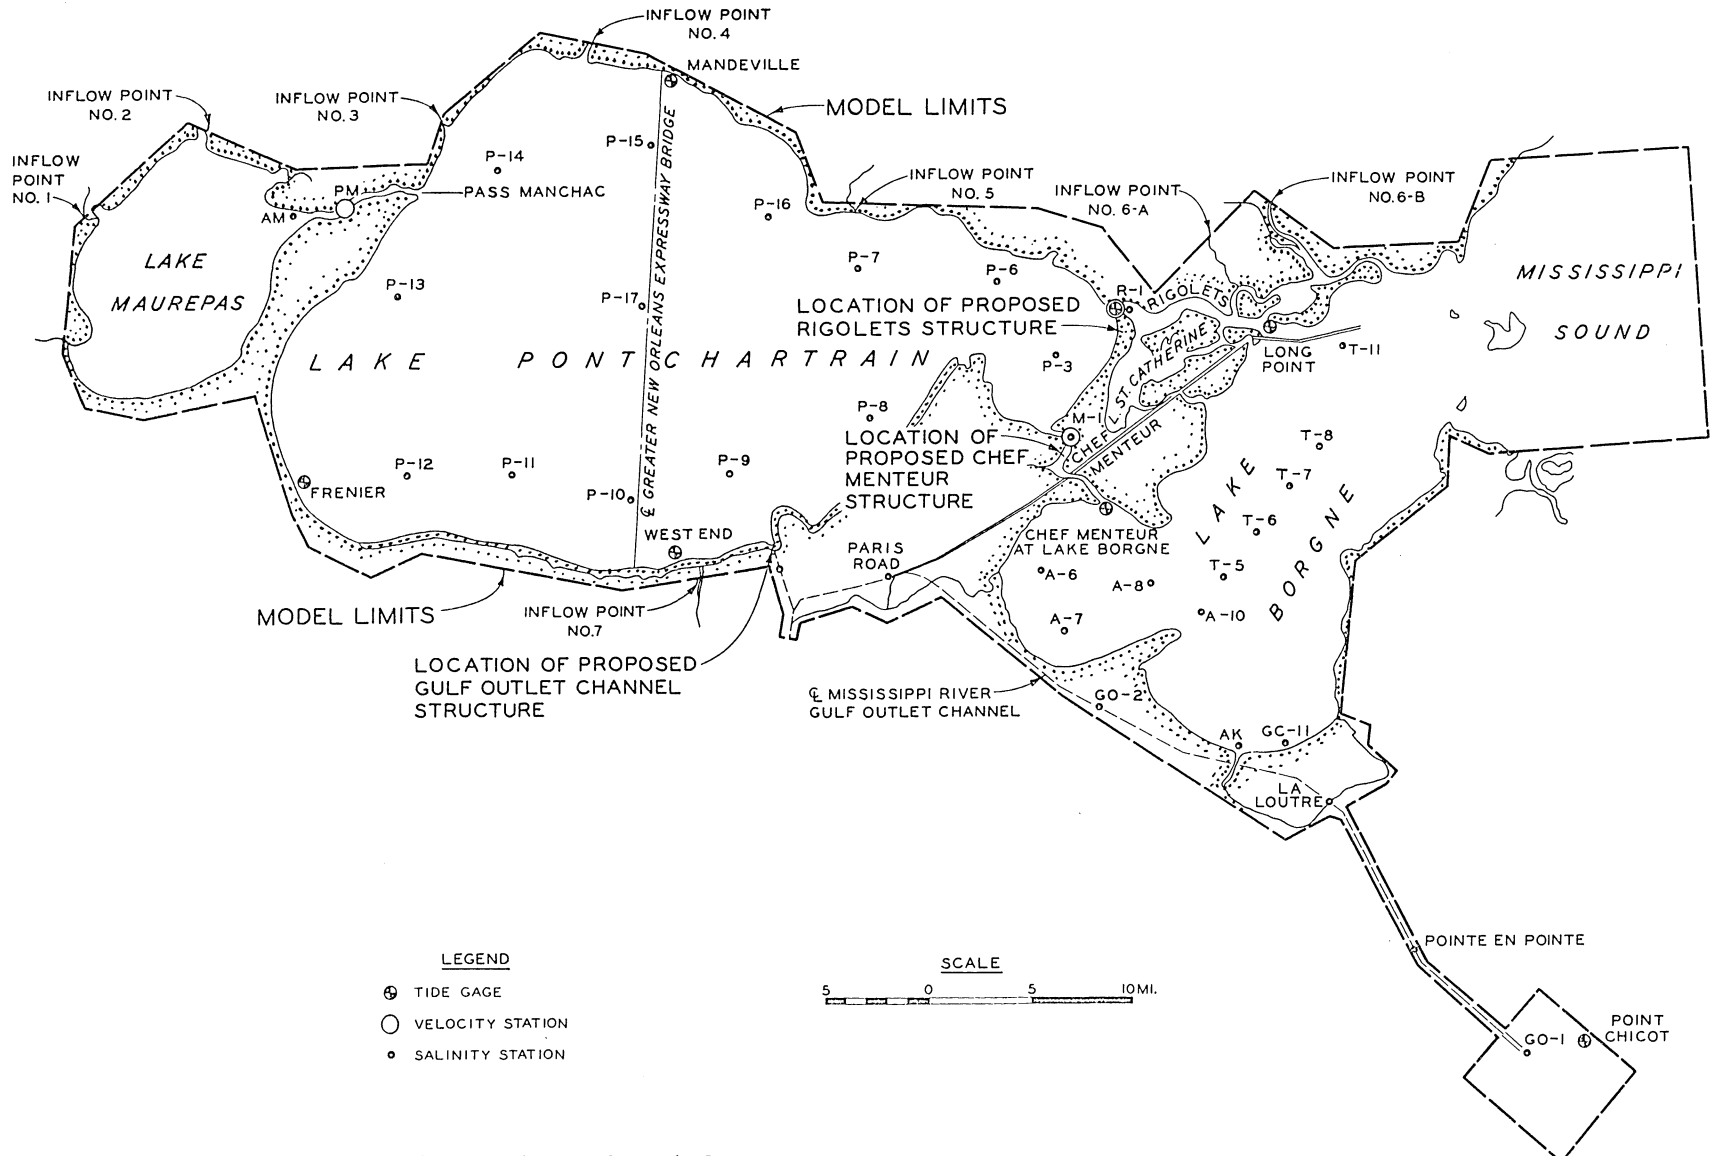 INFLOW POINT
NO. 4
MANDEVILLE
INFLOW POINT
NO. 2
INFLOW POINT
NO. 3
MODEL LIMITS
INFLOW
POINT
NO. 1
P-14
P-15
PM
PASS MANCHAC
AM
P-16
INFLOW POINT
NO. 5
INFLOW POINT
NO. 6-A
INFLOW POINT
NO. 6-B
LAKE
MAUREPAS
P-13
P-17
P-7
P-6
R-1
RIGOLETS
LOCATION OF PROPOSED
RIGOLETS STRUCTURE
MISSISSIPPI
SOUND
LAKE PONTCHARTRAIN
℄ GREATER NEW ORLEANS EXPRESSWAY BRIDGE
P-3
L. ST. CATHERINE
LONG
POINT
T-11
P-8
M-1
CHEF
MENTEUR
LOCATION OF
PROPOSED CHEF
MENTEUR
STRUCTURE
T-8
T-7
T-6
T-5
LAKE
BORGNE
FRENIER
P-12
P-11
P-10
P-9
WEST END
PARIS
ROAD
CHEF MENTEUR
AT LAKE BORGNE
A-6
A-8
A-7
A-10
MODEL LIMITS
INFLOW POINT
NO. 7
LOCATION OF PROPOSED
GULF OUTLET CHANNEL
STRUCTURE
℄ MISSISSIPPI RIVER
GULF OUTLET CHANNEL
GO-2
AK
GC-11
LA
LOUTRE
POINTE EN POINTE
LEGEND
TIDE GAGE
VELOCITY STATION
SALINITY STATION
SCALE
5 0 5 10 MI.
GO-1
POINT
CHICOT